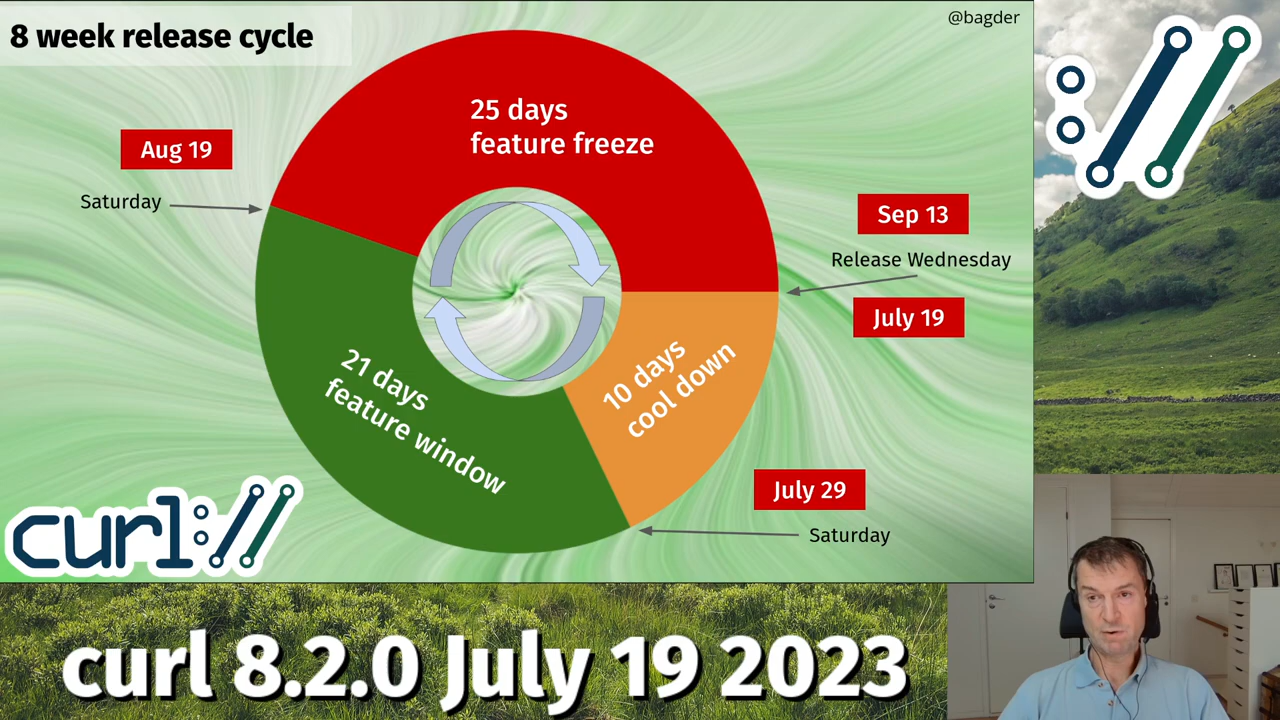 8 week release cycle
@bagder
25 days
feature freeze
Aug 19
Saturday
Sep 13
Release Wednesday
July 19
10 days
cool down
21 days
feature window
July 29
Saturday
curl://
curl 8.2.0 July 19 2023